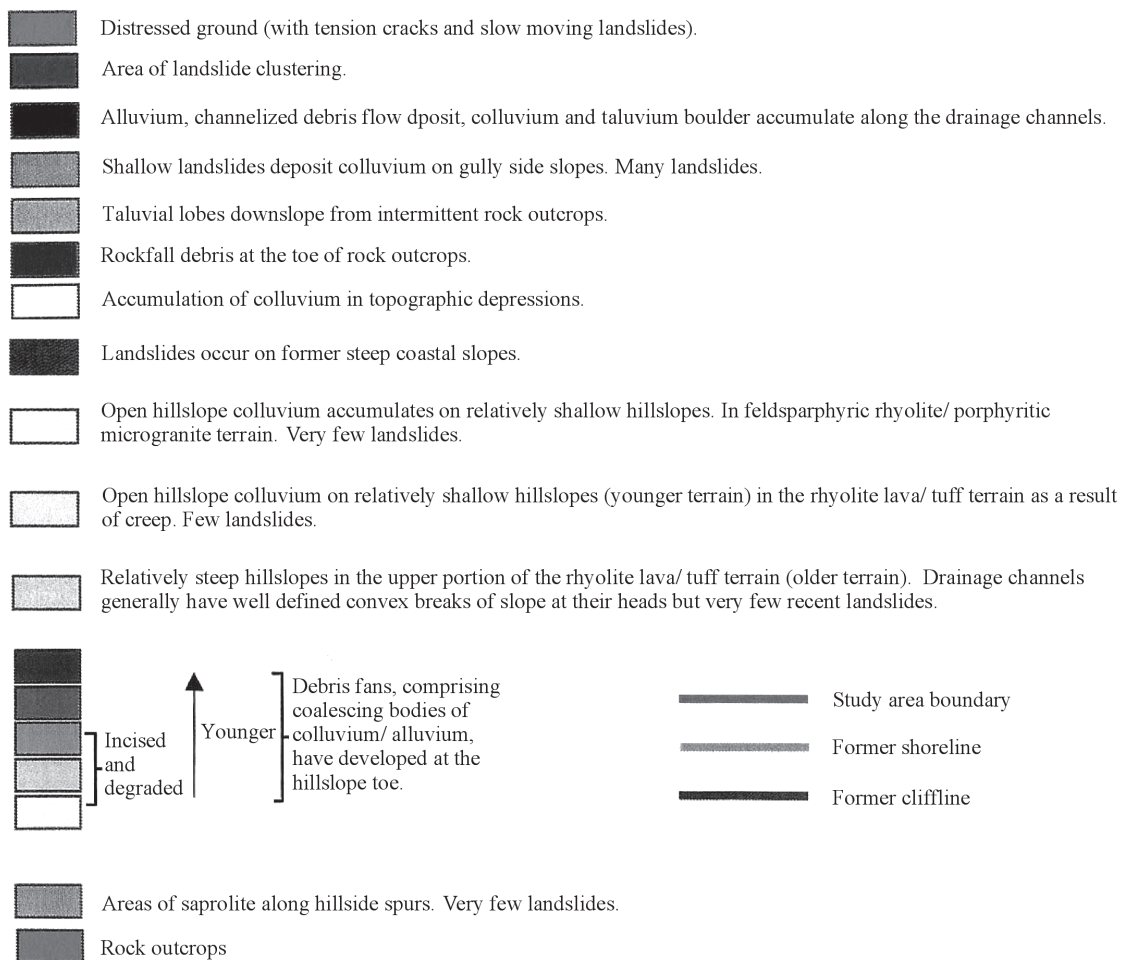 Distressed ground (with tension cracks and slow moving landslides).
Area of landslide clustering.
Alluvium, channelized debris flow dposit, colluvium and taluvium boulder accumulate along the drainage channels.
Shallow landslides deposit colluvium on gully side slopes. Many landslides.
Taluvial lobes downslope from intermittent rock outcrops.
Rockfall debris at the toe of rock outcrops.
Accumulation of colluvium in topographic depressions.
Landslides occur on former steep coastal slopes.
Open hillslope colluvium accumulates on relatively shallow hillslopes. In feldsparphyric rhyolite/ porphyritic
microgranite terrain. Very few landslides.
Open hillslope colluvium on relatively shallow hillslopes (younger terrain) in the rhyolite lava/ tuff terrain as a result
of creep. Few landslides.
Relatively steep hillslopes in the upper portion of the rhyolite lava/ tuff terrain (older terrain). Drainage channels
generally have well defined convex breaks of slope at their heads but very few recent landslides.
Incised
and
degraded
Younger
Debris fans, comprising
coalescing bodies of
colluvium/ alluvium,
have developed at the
hillslope toe.
Study area boundary
Former shoreline
Former cliffline
Areas of saprolite along hillside spurs. Very few landslides.
Rock outcrops